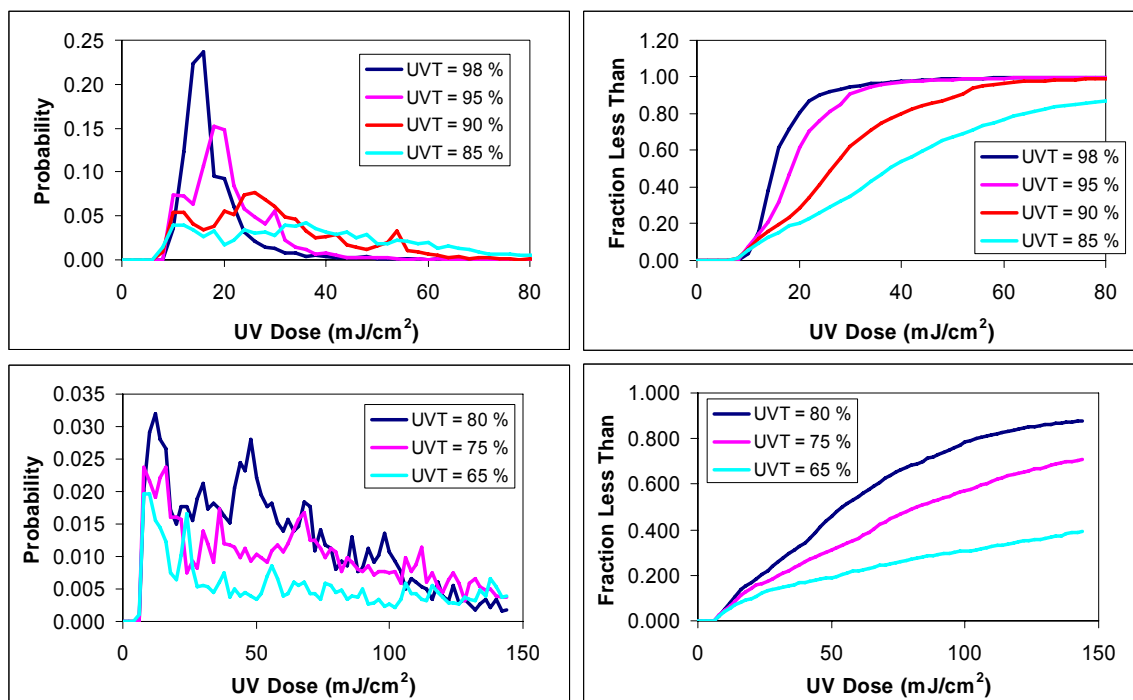 0.25
0.20
0.15
0.10
0.05
0.00
Probability
UVT = 98 %
UVT = 95 %
UVT = 90 %
UVT = 85 %
0 20 40 60 80
UV Dose (mJ/cm²)
1.20
1.00
0.80
0.60
0.40
0.20
0.00
Fraction Less Than
UVT = 98 %
UVT = 95 %
UVT = 90 %
UVT = 85 %
0 20 40 60 80
UV Dose (mJ/cm²)
0.035
0.030
0.025
0.020
0.015
0.010
0.005
0.000
Probability
UVT = 80 %
UVT = 75 %
UVT = 65 %
0 50 100 150
UV Dose (mJ/cm²)
1.000
0.800
0.600
0.400
0.200
0.000
Fraction Less Than
UVT = 80 %
UVT = 75 %
UVT = 65 %
0 50 100 150
UV Dose (mJ/cm²)